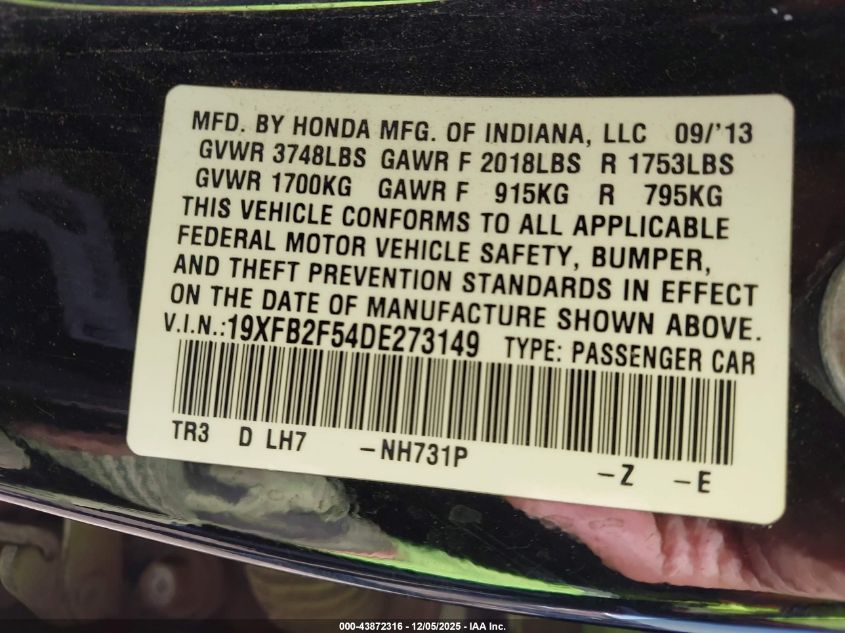 MFD. BY HONDA MFG. OF INDIANA, LLC 09/'13
GVWR 3748LBS GAWR F 2018LBS R 1753LBS
GVWR 1700KG GAWR F 915KG R 795KG
THIS VEHICLE CONFORMS TO ALL APPLICABLE
FEDERAL MOTOR VEHICLE SAFETY, BUMPER,
AND THEFT PREVENTION STANDARDS IN EFFECT
ON THE DATE OF MANUFACTURE SHOWN ABOVE.
V.I.N.:19XFB2F54DE273149 TYPE: PASSENGER CAR
TR3 D LH7 -NH731P -Z -E
000-43872316 - 12/05/2025 - IAA Inc.